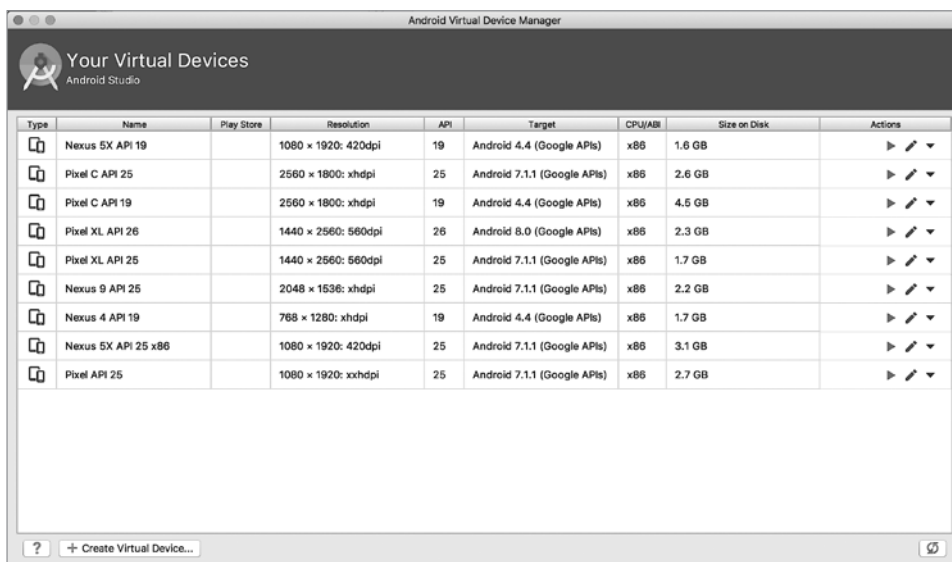 Android Virtual Device Manager
Your Virtual Devices
Android Studio
Type Name Play Store Resolution API Target CPU/ABI Size on Disk Actions
Nexus 5X API 19 1080 × 1920: 420dpi 19 Android 4.4 (Google APIs) x86 1.6 GB
Pixel C API 25 2560 × 1800: xhdpi 25 Android 7.1.1 (Google APIs) x86 2.6 GB
Pixel C API 19 2560 × 1800: xhdpi 19 Android 4.4 (Google APIs) x86 4.5 GB
Pixel XL API 26 1440 × 2560: 560dpi 26 Android 8.0 (Google APIs) x86 2.3 GB
Pixel XL API 25 1440 × 2560: 560dpi 25 Android 7.1.1 (Google APIs) x86 1.7 GB
Nexus 9 API 25 2048 × 1536: xhdpi 25 Android 7.1.1 (Google APIs) x86 2.2 GB
Nexus 4 API 19 768 × 1280: xhdpi 19 Android 4.4 (Google APIs) x86 1.7 GB
Nexus 5X API 25 x86 1080 × 1920: 420dpi 25 Android 7.1.1 (Google APIs) x86 3.1 GB
Pixel API 25 1080 × 1920: xxhdpi 25 Android 7.1.1 (Google APIs) x86 2.7 GB
? + Create Virtual Device...